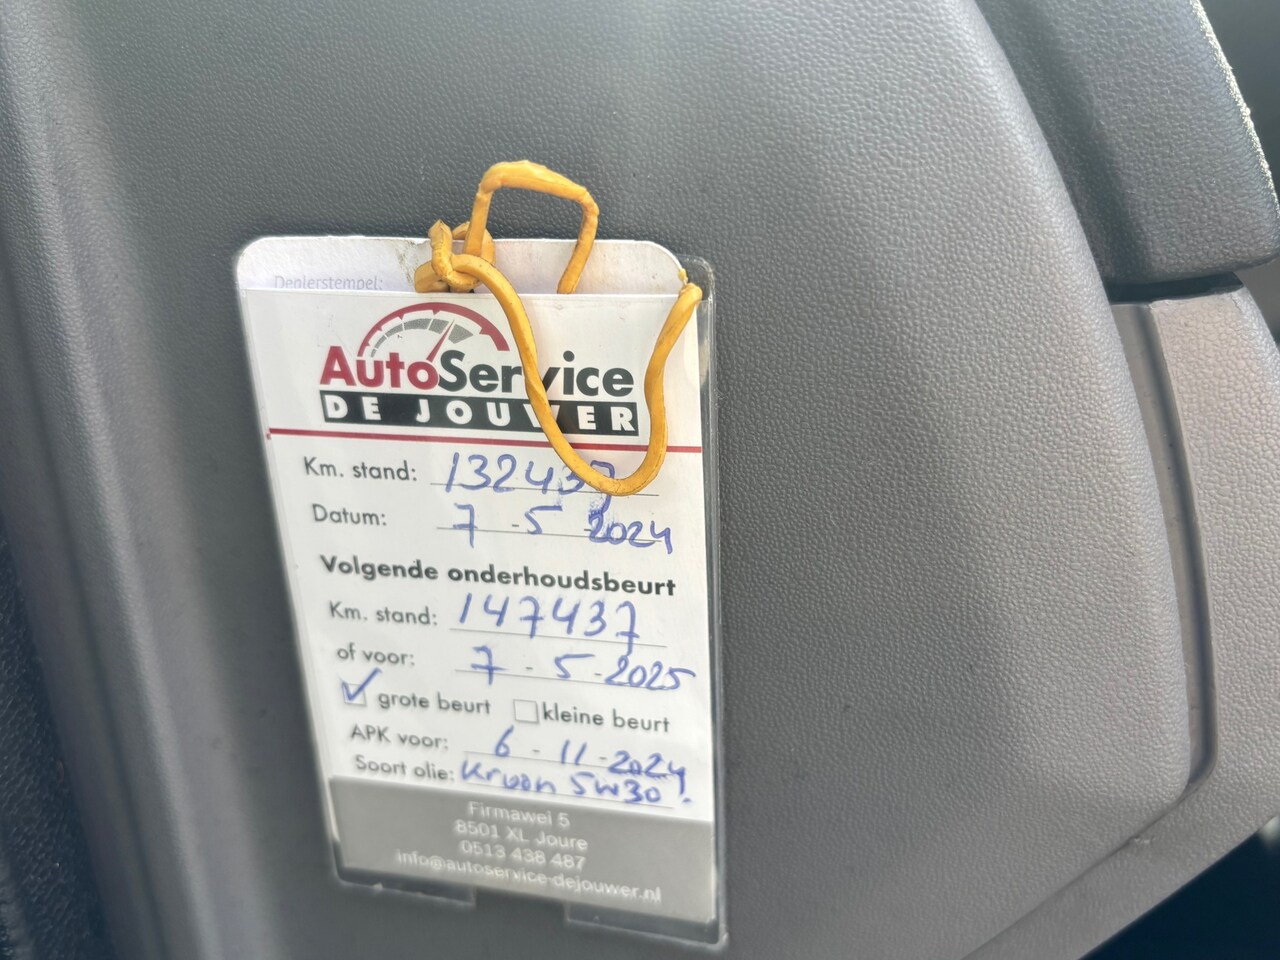 Dealerstempel:
AutoService
DE JOUWER
Km. stand: 132437
Datum: 7-5 2024
Volgende onderhoudsbeurt
Km. stand: 147437
of voor: 7-5-2025
grote beurt kleine beurt
APK voor: 6-11-2024
Soort olie: Kroon 5w30
Firmawei 5
8501 XL Joure
0513 438 487
info@autoservice-dejouwer.nl